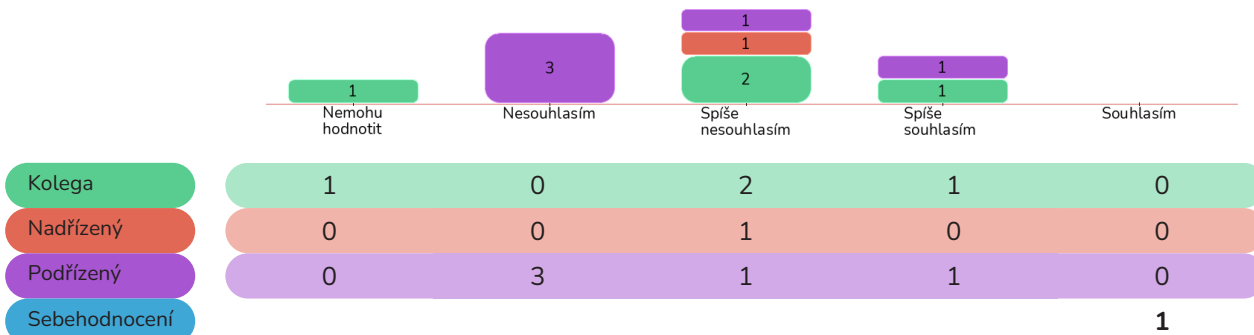 1
1
3
1
2
1
1
Nemohu
hodnotit
Nesouhlasím
Spíše
nesouhlasím
Spíše
souhlasím
Souhlasím
Kolega 1 0 2 1 0
Nadřízený 0 0 1 0 0
Podřízený 0 3 1 1 0
Sebehodnocení 1